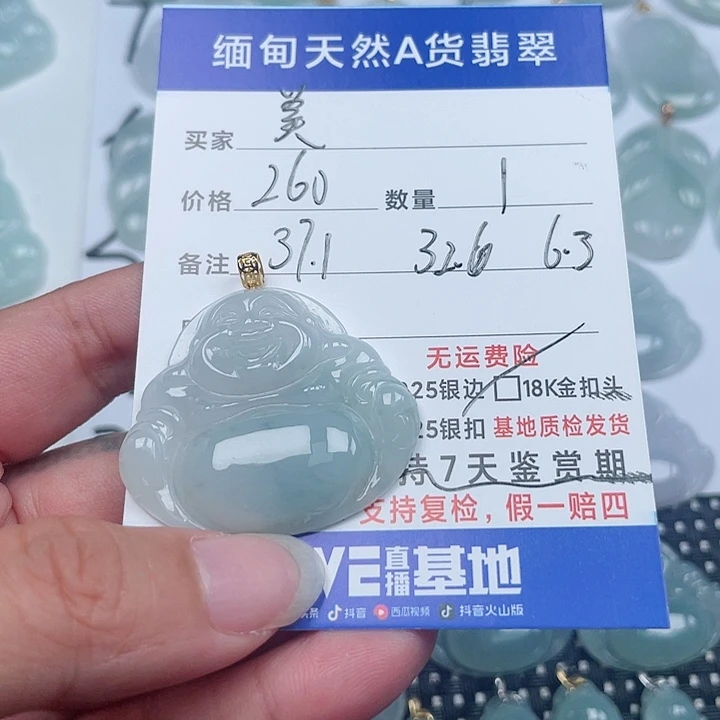 缅甸天然A货翡翠
买家 美
价格 260 数量 1
备注 37.1 32.6 6.3
无运费险
25银边 □18K金扣头
25银扣 基地质检发货
持7天鉴赏期
支持复检，假一赔四
VE直播基地
头条 抖音 西瓜视频 抖音火山版